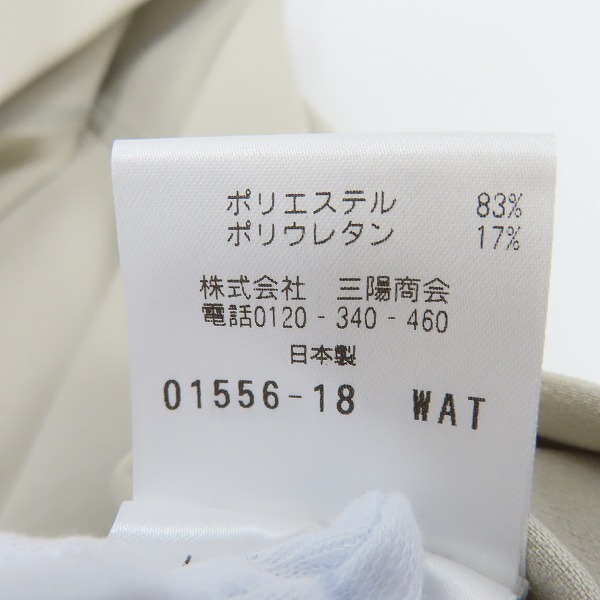 ポリエステル 83%
ポリウレタン 17%
株式会社 三陽商会
電話0120-340-460
日本製
01556-18 WAT